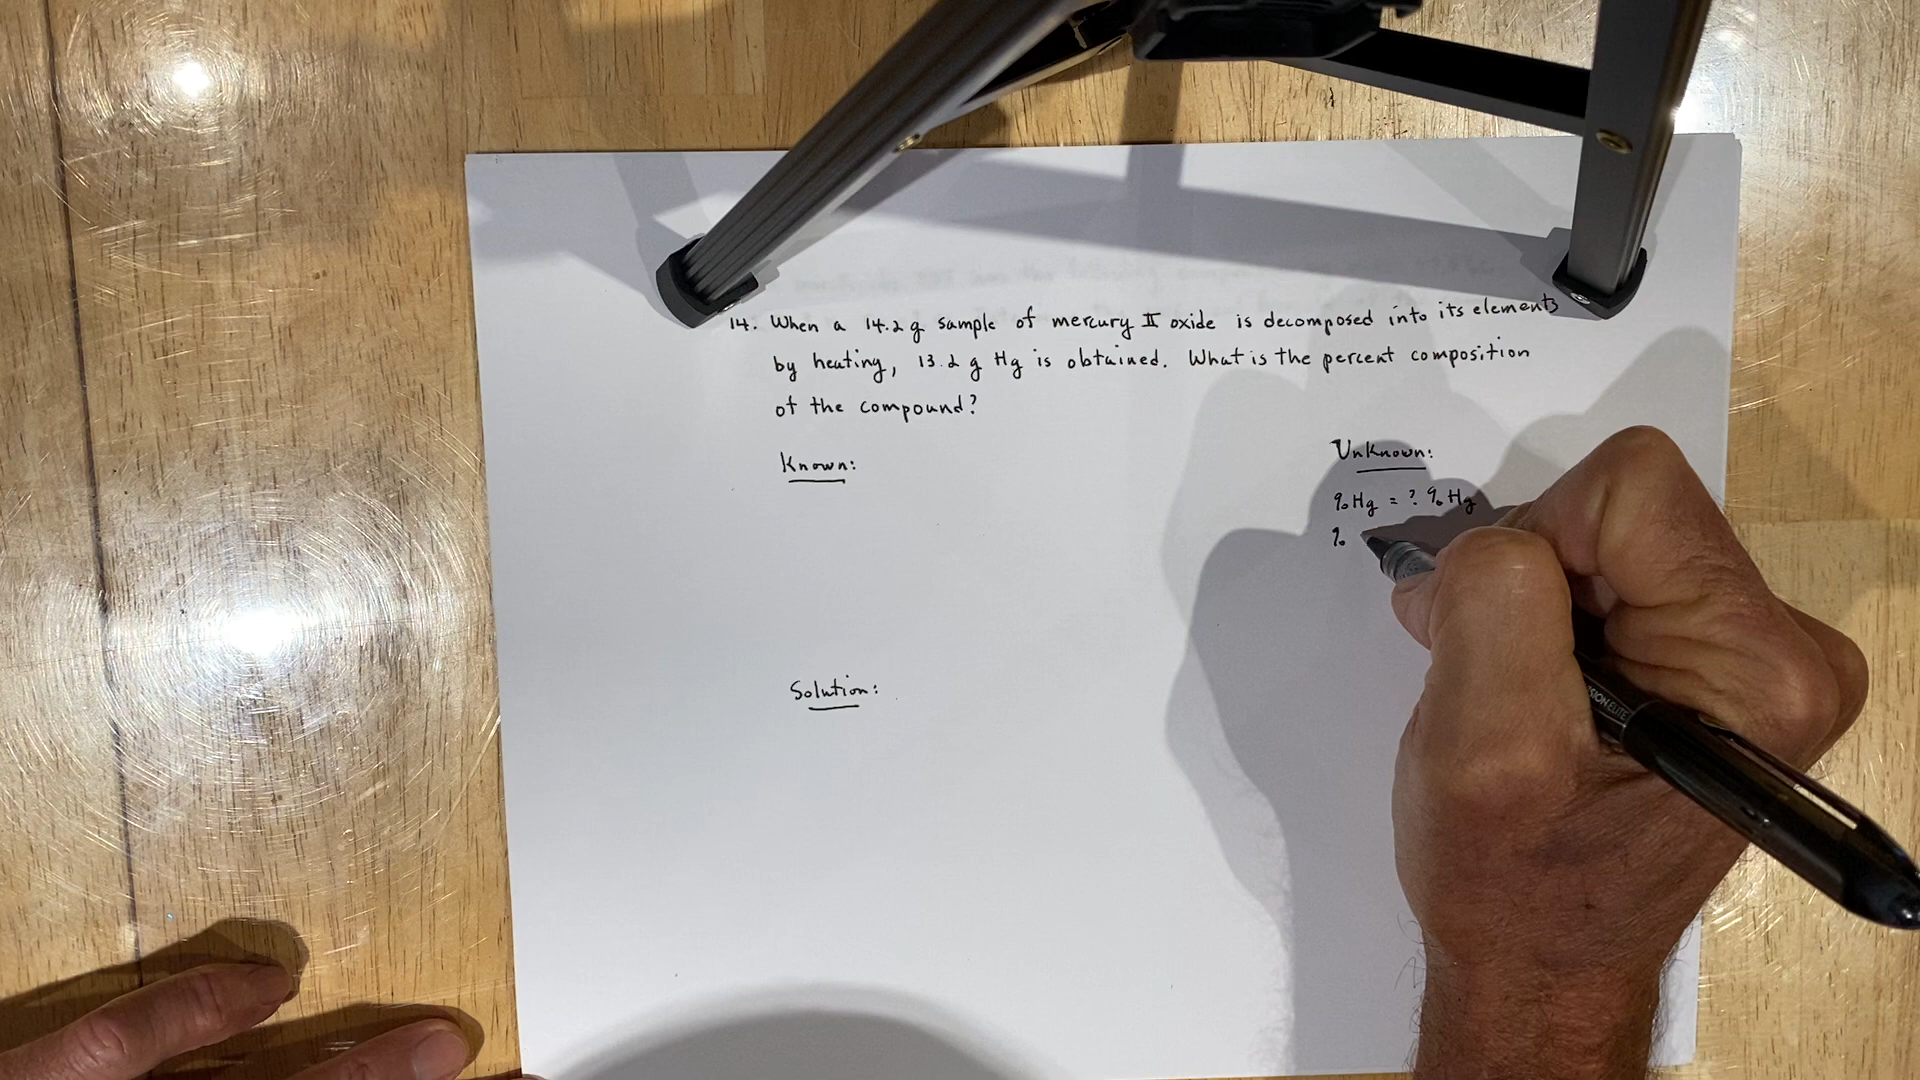 14. When a 14.2 g sample of mercury II oxide is decomposed into its elements
by heating, 13.2 g Hg is obtained. What is the percent composition
of the compound?
Known:
Unknown:
%Hg = ? %Hg
%
Solution: